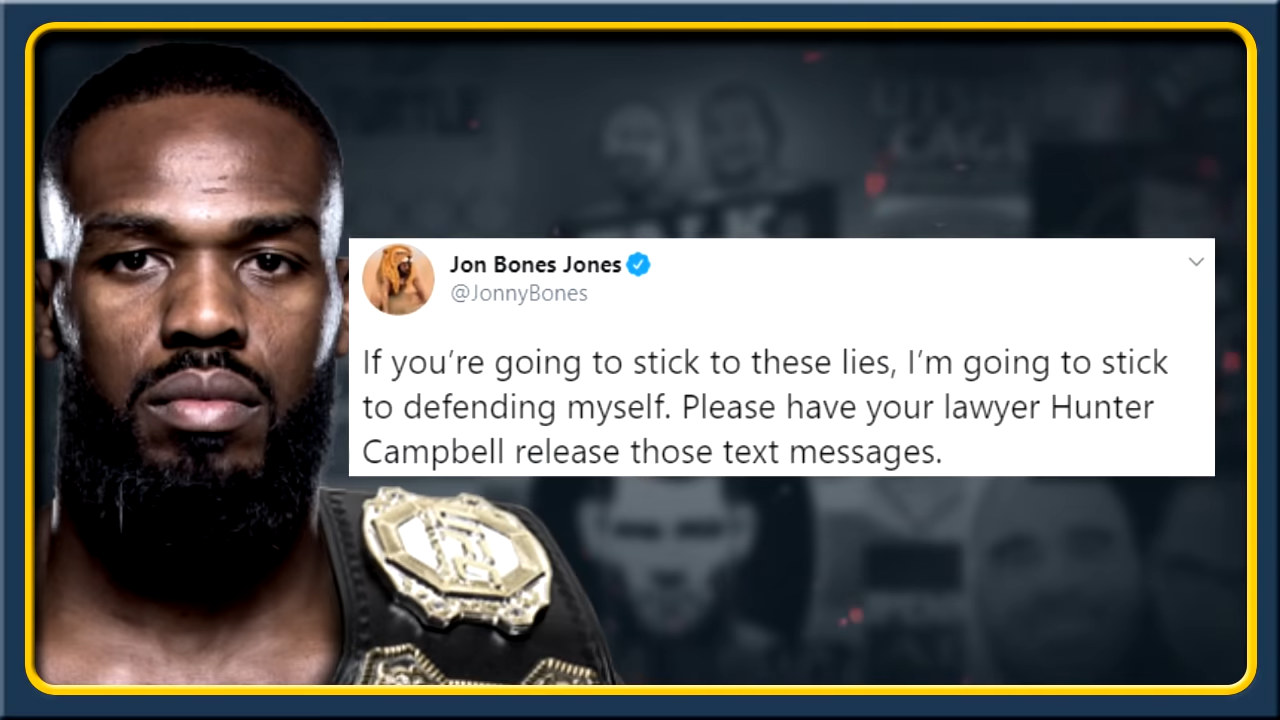 Jon Bones Jones
@JonnyBones
If you’re going to stick to these lies, I’m going to stick
to defending myself. Please have your lawyer Hunter
Campbell release those text messages.